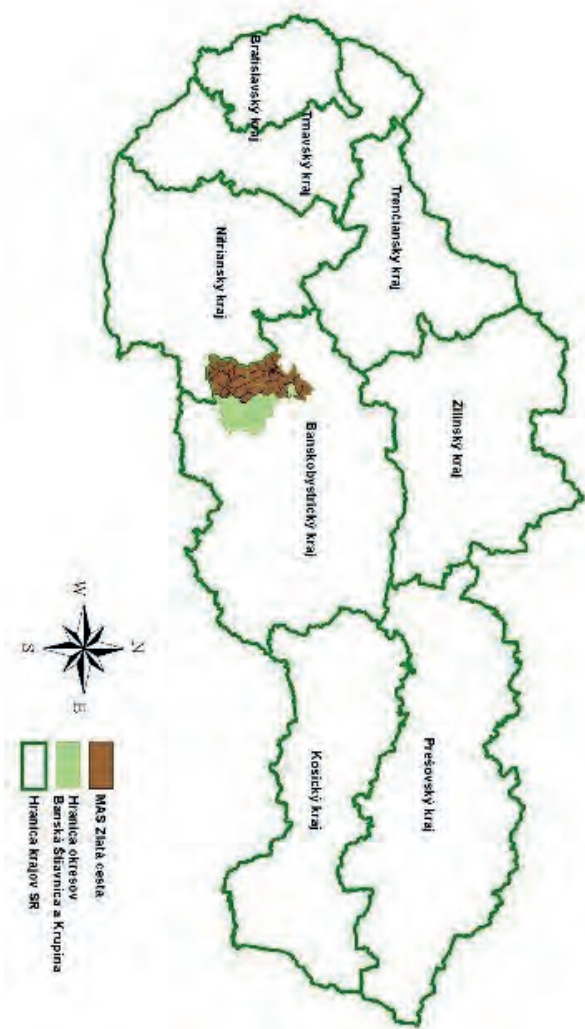 Bratislavský kraj
Trnavský kraj
Trenčiansky kraj
Nitriansky kraj
Žilinský kraj
Banskobystrický kraj
Prešovský kraj
Košický kraj
N
W
E
S
MAS Zlatá cesta
Hranica okresov
Banská Štiavnica a Krupina
Hranica krajov SR